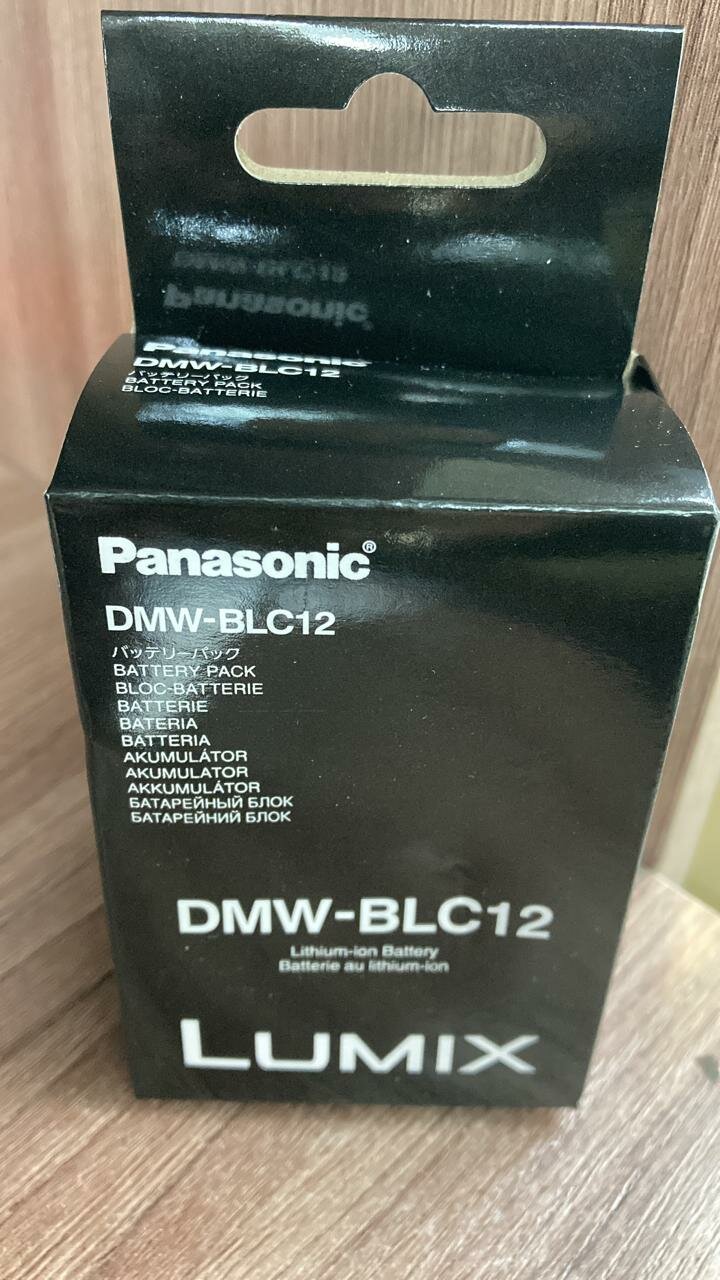 Panasonic
DMW-BLC12
バッテリーパック
BATTERY PACK
BLOC-BATTERIE
Panasonic®
DMW-BLC12
バッテリーパック
BATTERY PACK
BLOC-BATTERIE
BATTERIE
BATERIA
BATTERIA
AKUMULÁTOR
AKUMULATOR
AKKUMULÁTOR
БАТАРЕЙНЫЙ БЛОК
БАТАРЕЙНИЙ БЛОК
DMW-BLC12
Lithium-ion Battery
Batterie au lithium-ion
LUMIX